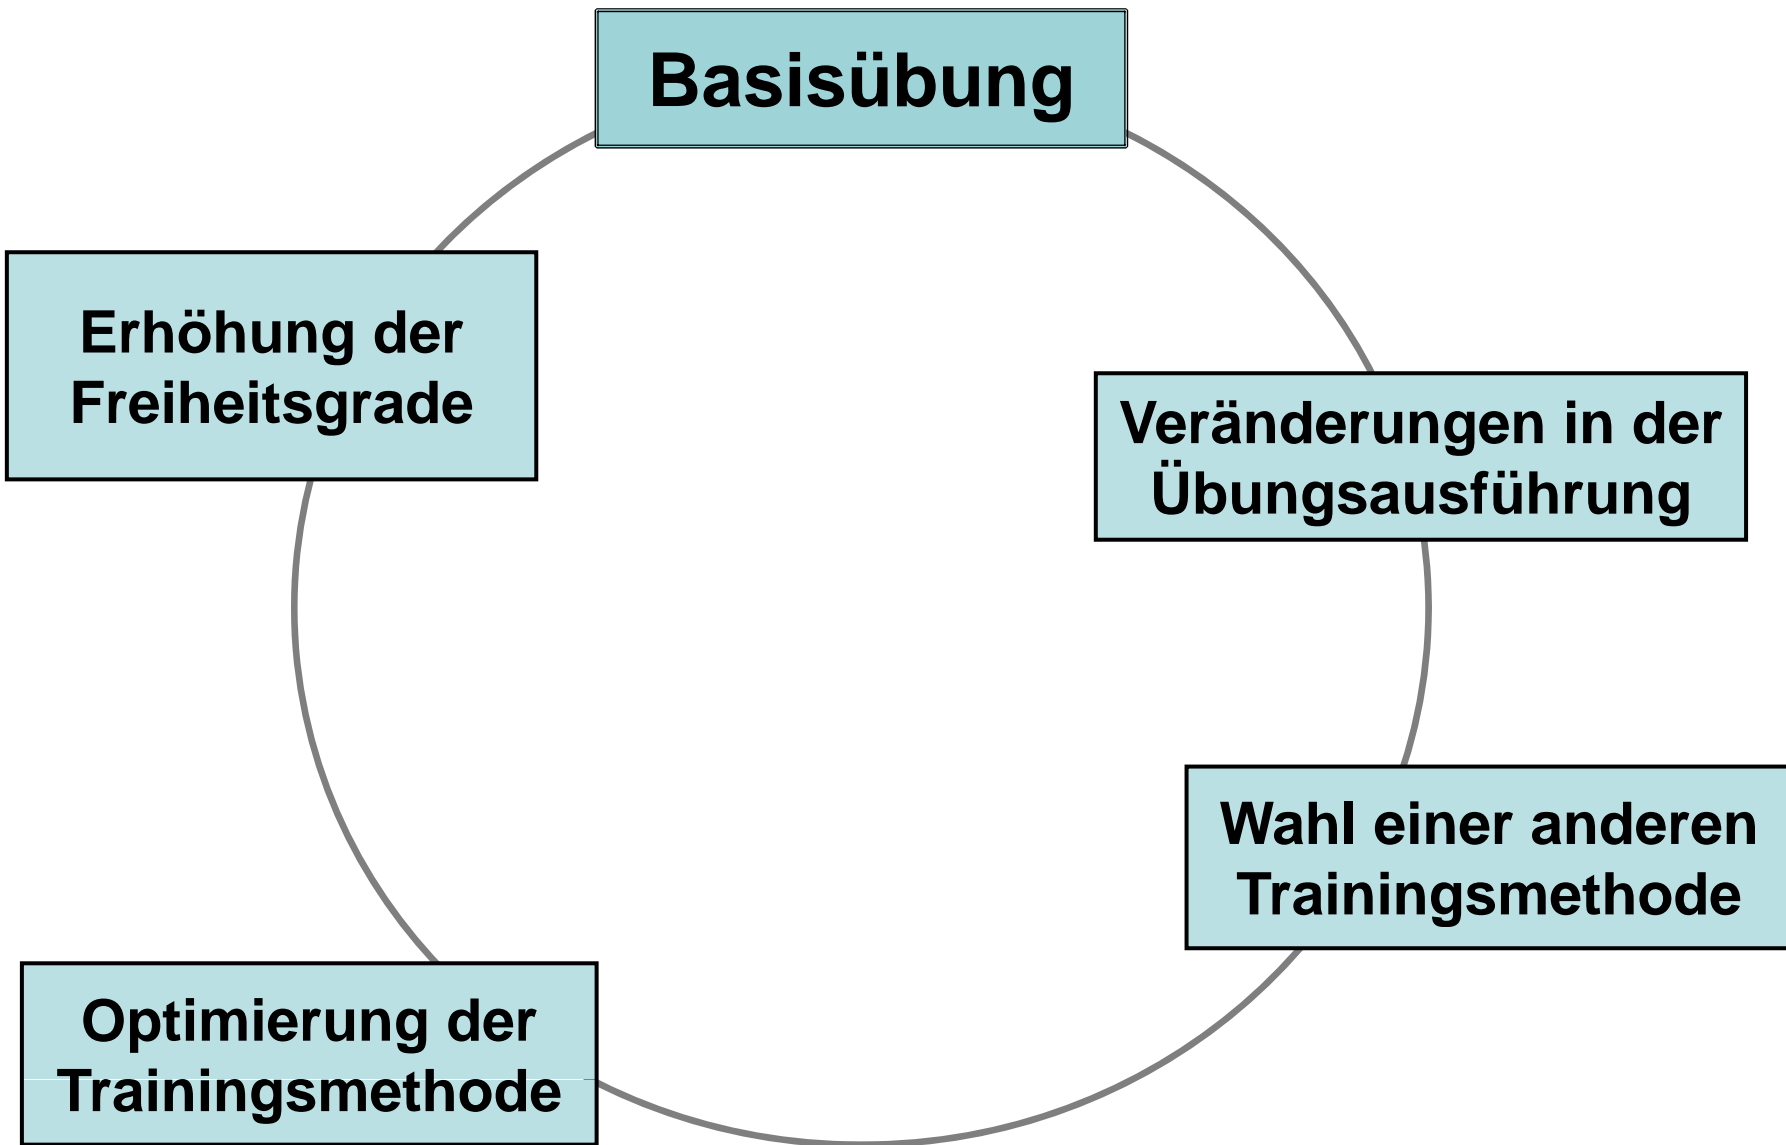 Basisübung
Erhöhung der
Freiheitsgrade
Veränderungen in der
Übungsausführung
Wahl einer anderen
Trainingsmethode
Optimierung der
Trainingsmethode